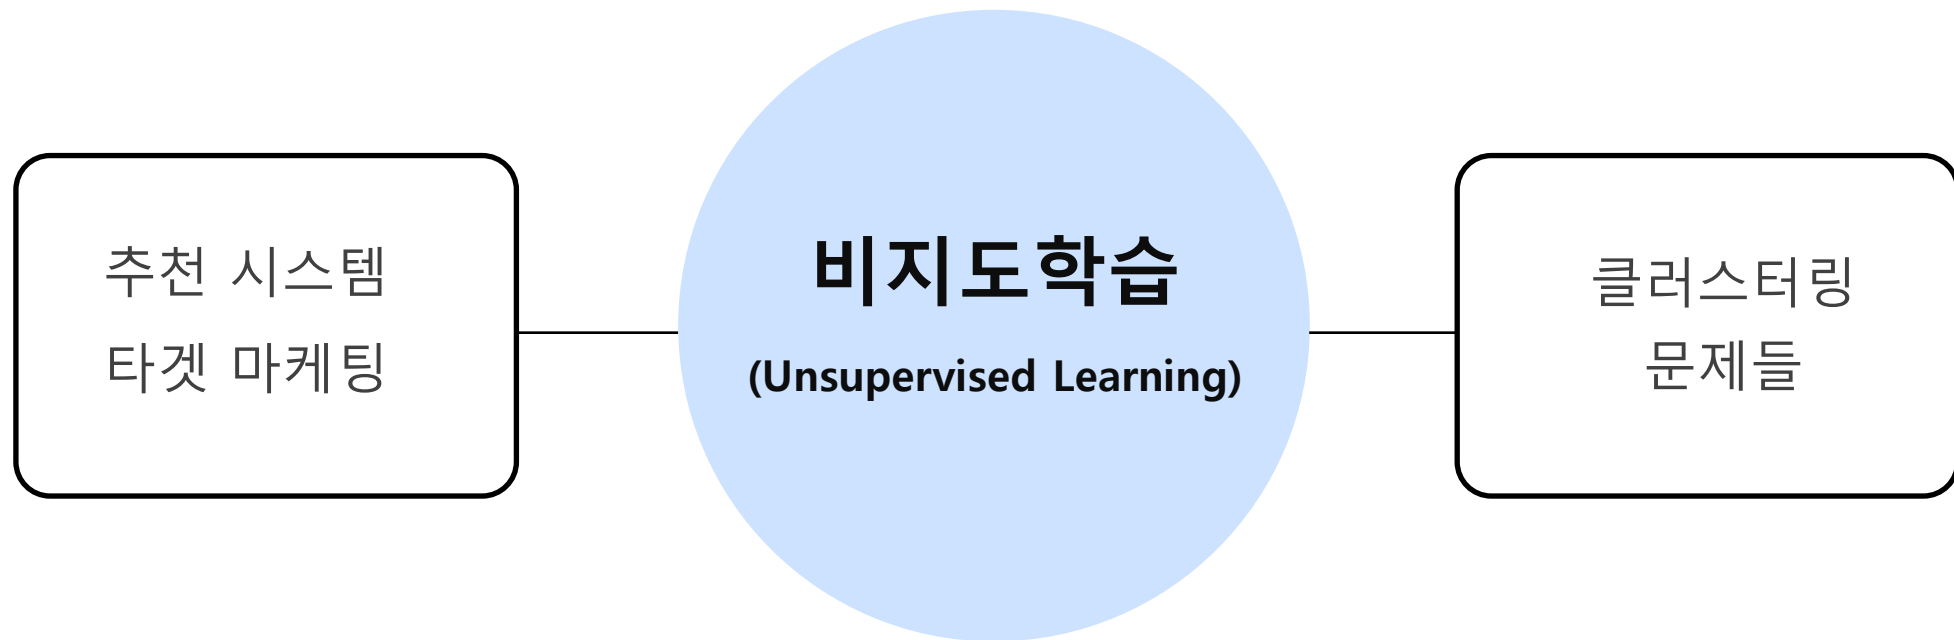 추천 시스템
타겟 마케팅
비지도학습
(Unsupervised Learning)
클러스터링
문제들